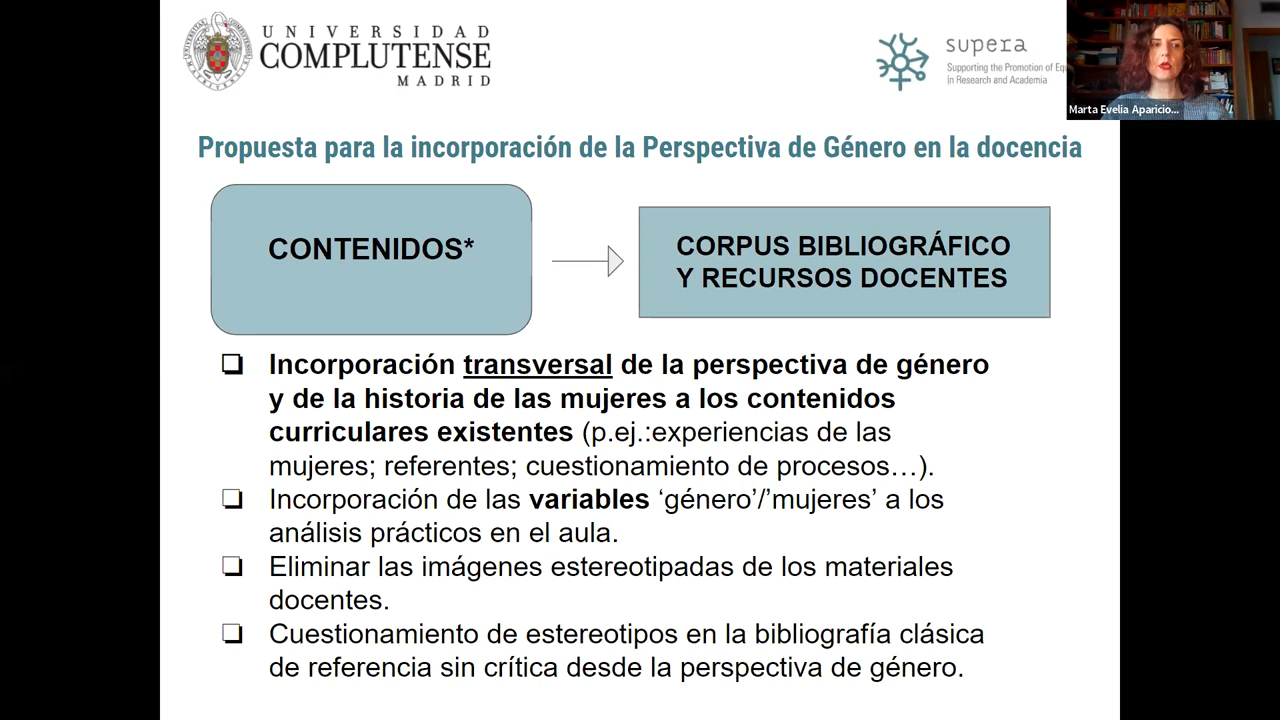 UNIVERSIDAD
COMPLUTENSE
MADRID
supera
Supporting the Promotion of Eq
in Research and Academia
Marta Evelia Aparicio...
Propuesta para la incorporación de la Perspectiva de Género en la docencia
CONTENIDOS*
CORPUS BIBLIOGRÁFICO
Y RECURSOS DOCENTES
Incorporación transversal de la perspectiva de género
y de la historia de las mujeres a los contenidos
curriculares existentes (p.ej.:experiencias de las
mujeres; referentes; cuestionamiento de procesos…).
Incorporación de las variables ‘género’/’mujeres’ a los
análisis prácticos en el aula.
Eliminar las imágenes estereotipadas de los materiales
docentes.
Cuestionamiento de estereotipos en la bibliografía clásica
de referencia sin crítica desde la perspectiva de género.